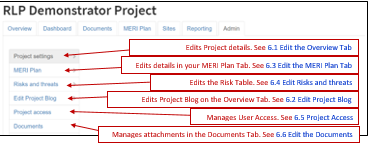 RLP Demonstrator Project
Overview Dashboard Documents MERI Plan Sites Reporting Admin
Project settings
Edits Project details. See 6.1 Edit the Overview Tab
MERI Plan
Edits details in your MERI Plan Tab. See 6.3 Edit the MERI Plan Tab
Risks and threats
Edits the Risk Table. See 6.4 Edit Risks and threats
Edit Project Blog
Edits Project Blog on the Overview Tab. See 6.2 Edit Project Blog
Project access
Manages User Access. See 6.5 Project Access
Documents
Manages attachments in the Documents Tab. See 6.6 Edit the Documents